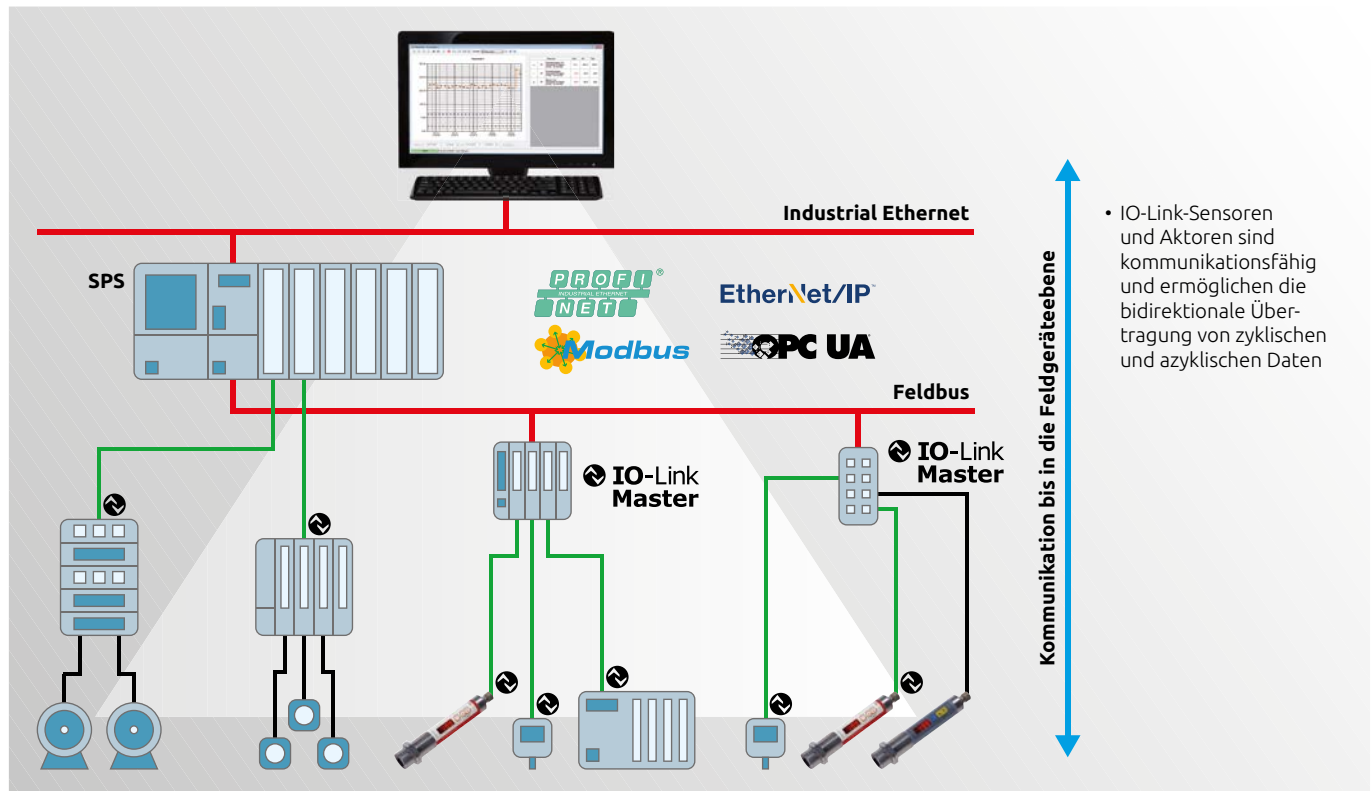 Industrial Ethernet
SPS
PROFI
INDUSTRIAL ETHERNET
NET
®
EtherNet/IP™
Modbus
OPC UA
Feldbus
IO-Link
Master
IO-Link
Master
Kommunikation bis in die Feldgeräteebene
• IO-Link-Sensoren
und Aktoren sind
kommunikationsfähig
und ermöglichen die
bidirektionale Über-
tragung von zyklischen
und azyklischen Daten